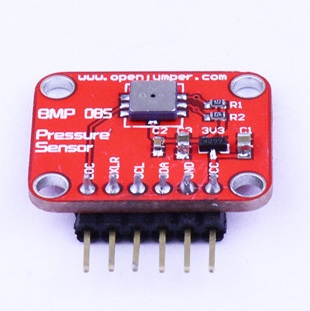 www.openjumper.com
BMP 085
R1
R2
Pressure
Sensor
C2
C3
3V3
C1
EOC
XCLR
SCL
SDA
GND
VCC